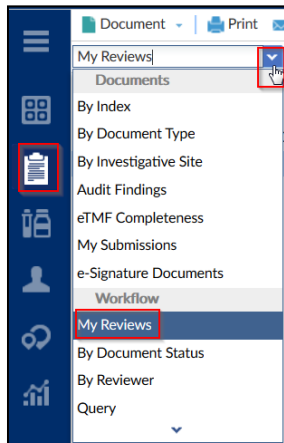 Document Print
My Reviews
Documents
By Index
By Document Type
By Investigative Site
Audit Findings
eTMF Completeness
My Submissions
e-Signature Documents
Workflow
My Reviews
By Document Status
By Reviewer
Query